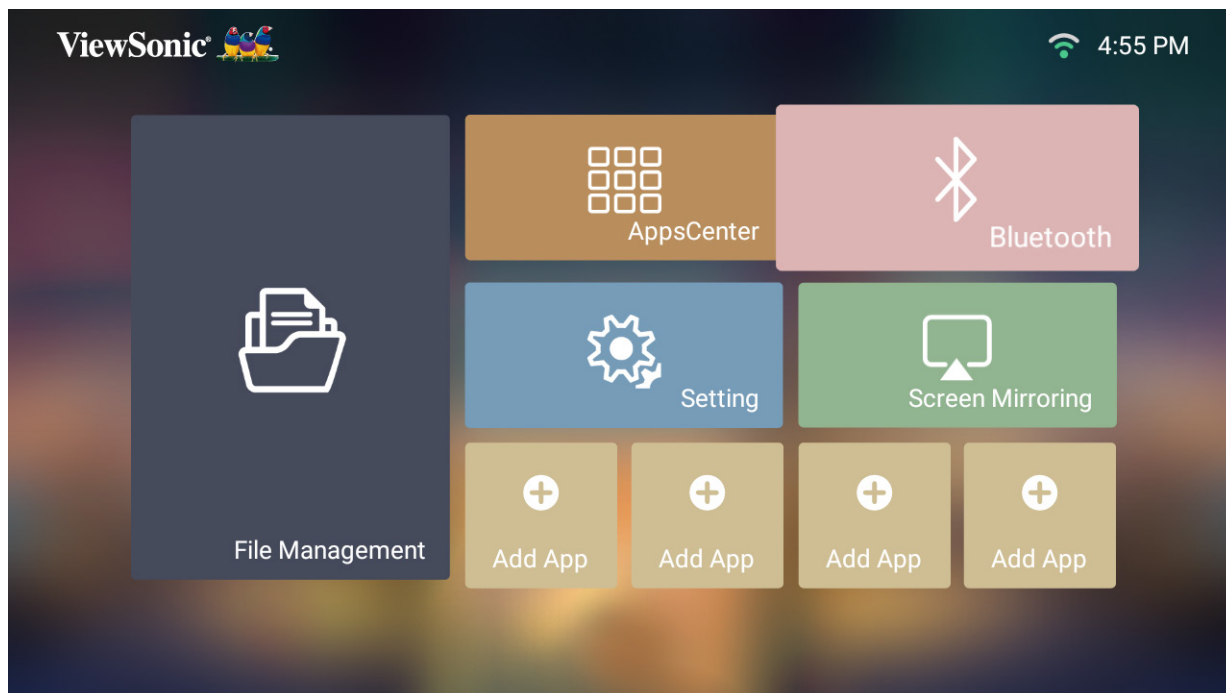 ViewSonic®
4:55 PM
AppsCenter
Bluetooth
Setting
Screen Mirroring
File Management
Add App
Add App
Add App
Add App